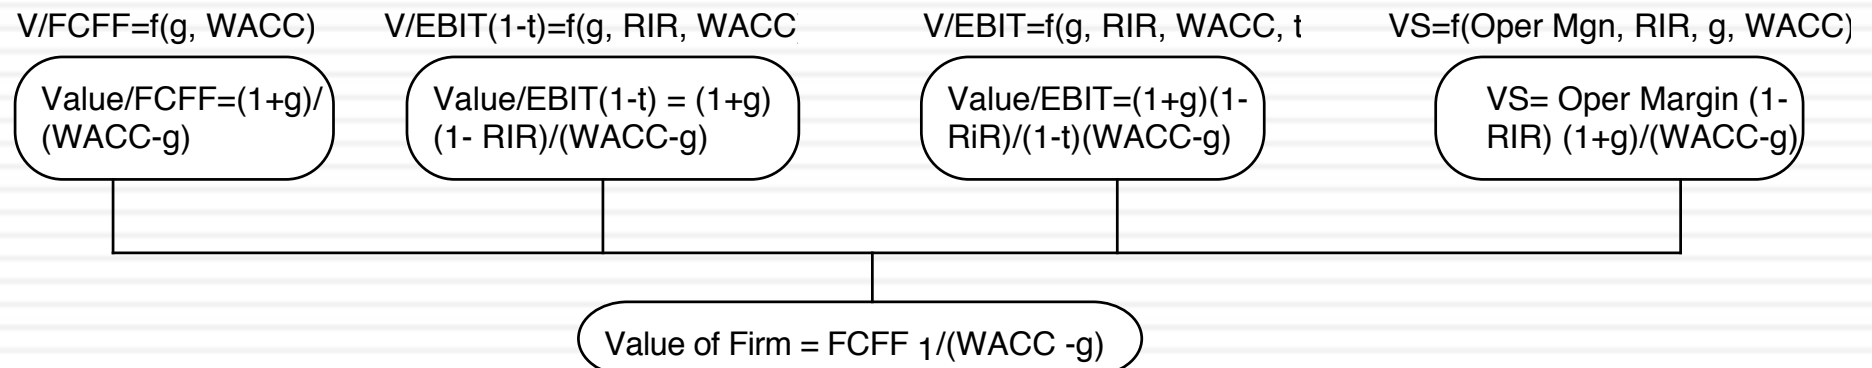 V/FCFF=f(g, WACC)
V/EBIT(1-t)=f(g, RIR, WACC
V/EBIT=f(g, RIR, WACC, t
VS=f(Oper Mgn, RIR, g, WACC)
Value/FCFF=(1+g)/
(WACC-g)
Value/EBIT(1-t) = (1+g)
(1- RIR)/(WACC-g)
Value/EBIT=(1+g)(1-
RiR)/(1-t)(WACC-g)
VS= Oper Margin (1-
RIR) (1+g)/(WACC-g)
Value of Firm = FCFF 1/(WACC -g)